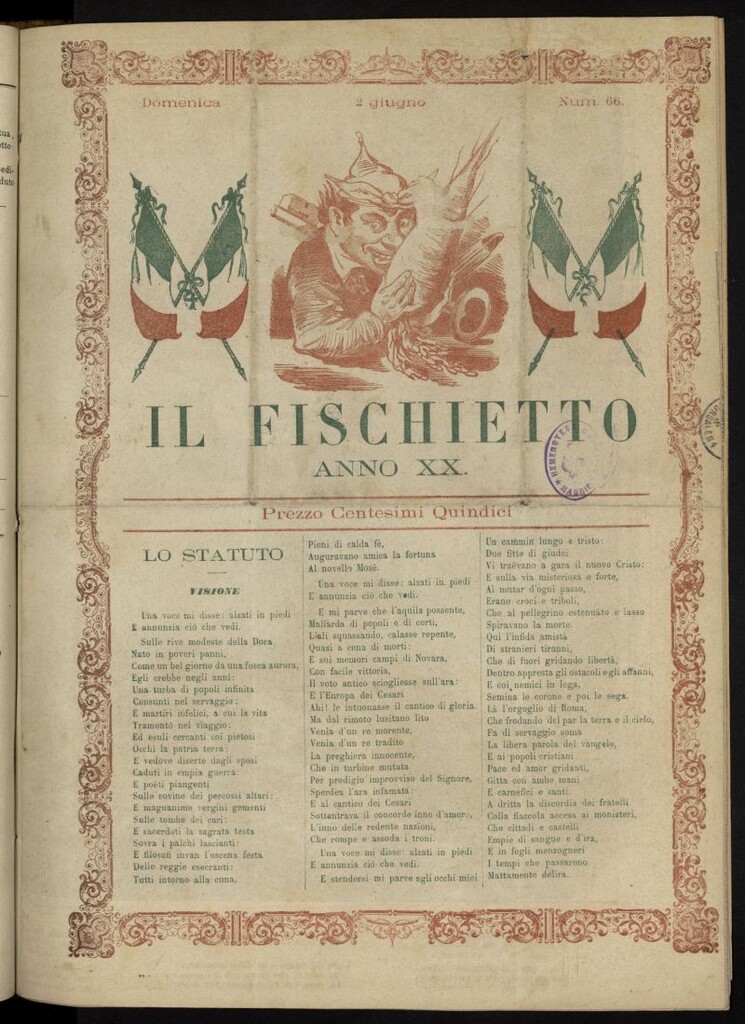 Domenica
2 giugno
Num. 66.
IL FISCHIETTO
ANNO XX.
Prezzo Centesimi Quindici
LO STATUTO
VISIONE
Una voce mi disse: alzati in piedi
E annunzia ciò che vedi.
Sulle rive modeste della Dora
Nato in poveri panni,
Come un bel giorno da una fosca aurora,
Egli crebbe negli anni:
Una turba di popoli infinita
Consunti nel servaggio:
E martiri infelici, a cui la vita
Tramontò nel viaggio:
Ed esuli cercanti coi pietosi
Occhi la patria terra:
E vedove diserte dagli sposi
Caduti in empia guerra:
E poëti piangenti
Sulle rovine dei percossi altari:
E magnanime vergini gementi
Sulle tombe dei cari:
E sacerdoti la sagrata testa
Sovra i palchi lascianti:
E filosofi invan l'oscena festa
Delle reggie esecranti:
Tutti intorno alla cuna,
Pieni di calda fè,
Auguravano amica la fortuna
Al novello Mosè.
Una voce mi disse: alzati in piedi
E annunzia ciò che vedi.
E mi parve che l'aquila possente,
Maliarda di popoli e di corti,
L'ali squassando, calasse repente,
Quasi a cena di morti:
E sui memori campi di Novara,
Con facile vittoria,
Il voto antico sciogliesse sull'ara:
E l'Europa dei Cesari
Ahi! le intuonasse il cantico di gloria.
Ma dal rimoto lusitano lito
Venia d'un re morente,
Venia d'un re tradito
La preghiera innocente,
Che in turbine mutata
Per prodigio improvviso del Signore,
Sperdea l'ara infamata:
E al cantico dei Cesari
Sottentrava il concorde inno d'amore,
L'inno delle redente nazioni,
Che rompe e assoda i troni.
Una voce mi disse: alzati in piedi
E annunzia ciò che vedi.
E stendersi mi parve agli occhi miei
Un cammin lungo e tristo:
Due fitte di giudei
Vi traëvano a gara il nuovo Cristo:
E sulla via misteriosa e forte,
Al mutar d'ogni passo,
Erano croci e triboli,
Che al pellegrino estenuato e lasso
Spiravano la morte.
Qui l'infida amistà
Di stranieri tiranni,
Che di fuori gridando libertà,
Dentro appresta gli ostacoli e gli affanni,
E coi nemici in lega,
Semina le corone e poi le sega.
Là l'orgoglio di Roma,
Che frodando del par la terra e il cielo,
Fa di servaggio soma
La libera parola del vangelo,
E ai popoli cristiani
Pace ed amor gridanti,
Gitta con ambe mani
E carnefici e santi.
A dritta la discordia dei fratelli
Colla fiaccola accesa ai monisteri,
Che cittadi e castelli
Empie di sangue e d'ira,
E in fogli menzogneri
I tempi che passarono
Mattamente delira.